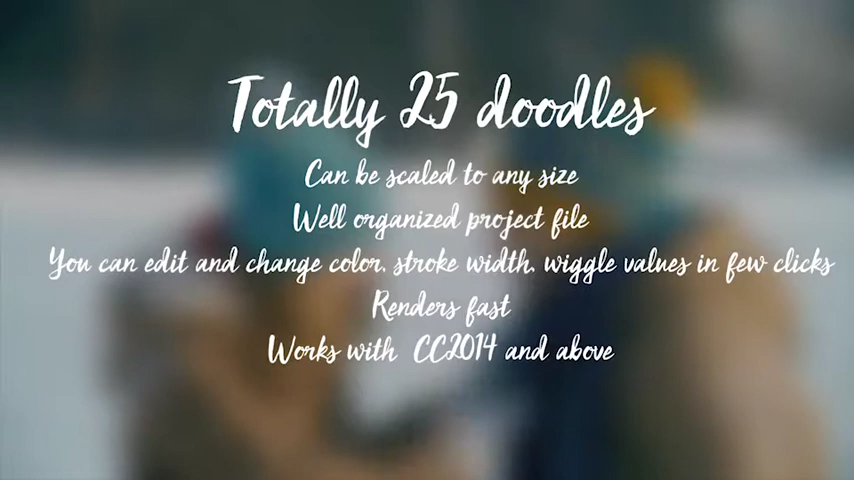 Totally 25 doodles
Can be scaled to any size
Well organized project file
You can edit and change color, stroke width, wiggle values in few clicks
Renders fast
Works with CC2014 and above